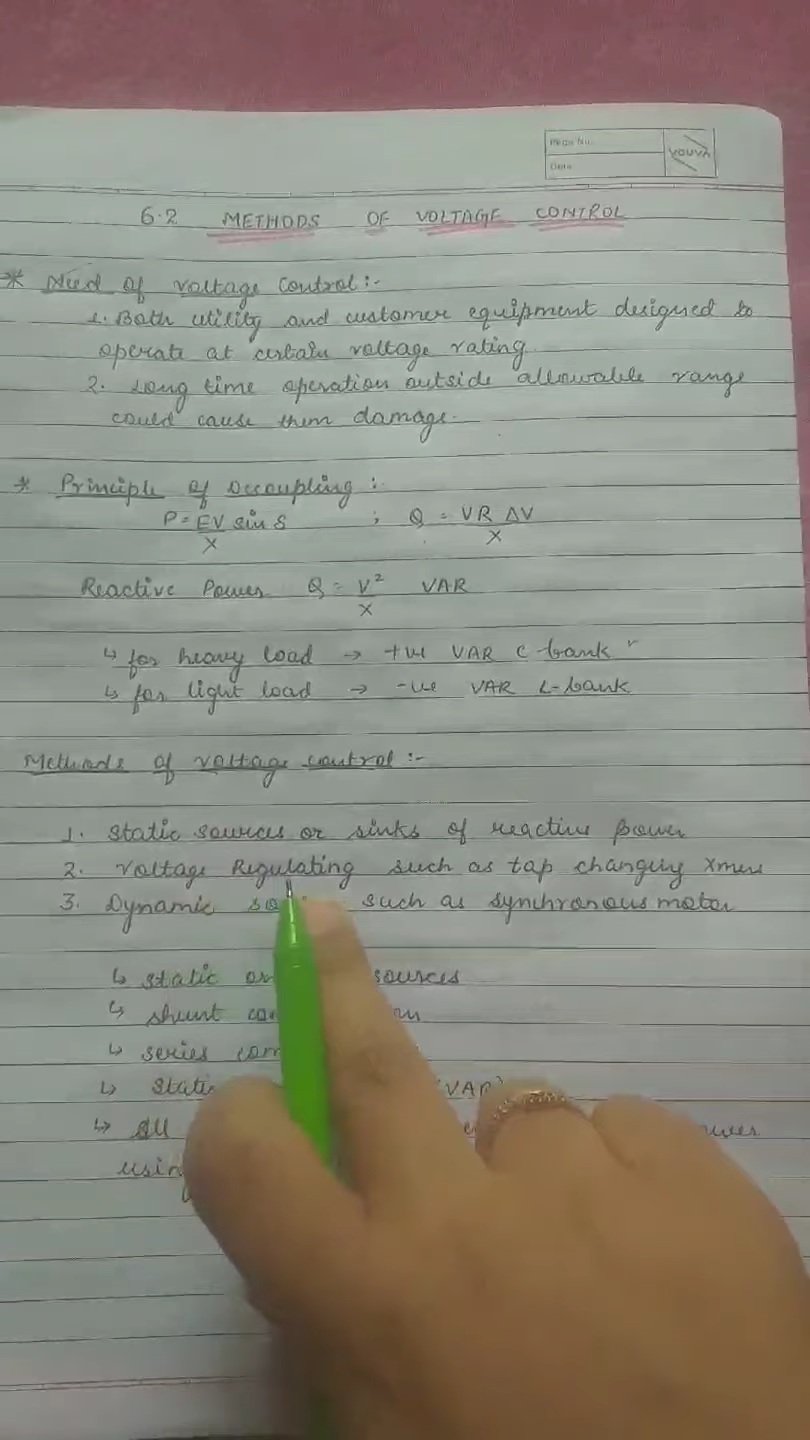 Page No.
Date
YOUVA
6.2 METHODS OF VOLTAGE CONTROL
* Need of voltage control :-
1. Both utility and customer equipment designed to
operate at certain voltage rating
2. Long time operation outside allowable range
could cause them damage.
* Principle of Decoupling :
P = EV sin δ / X ; Q = VR ΔV / X
Reactive Power Q = V² / X VAR
↳ for heavy load → +ve VAR C-bank
↳ for light load → -ve VAR L-bank
Methods of voltage control :-
1. Static sources or sinks of reactive power
2. Voltage Regulating such as tap changing Xmer
3. Dynamic such as synchronous motor
↳ static sources
↳ shunt
↳ series
↳ Static (VAR)
↳ All